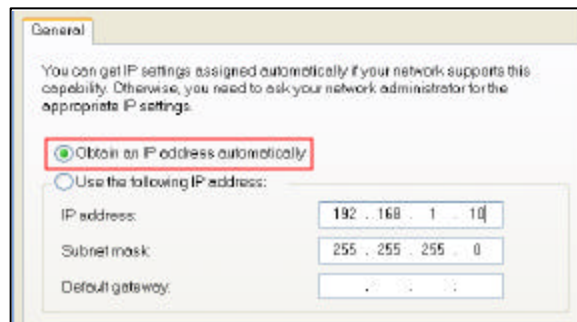 General
You can get IP settings assigned automatically if your network supports this
capability. Otherwise, you need to ask your network administrator for the
appropriate IP settings.
Obtain an IP address automatically
Use the following IP address:
IP address: 192 . 168 . 1 . 10
Subnet mask: 255 . 255 . 255 . 0
Default gateway: . . .